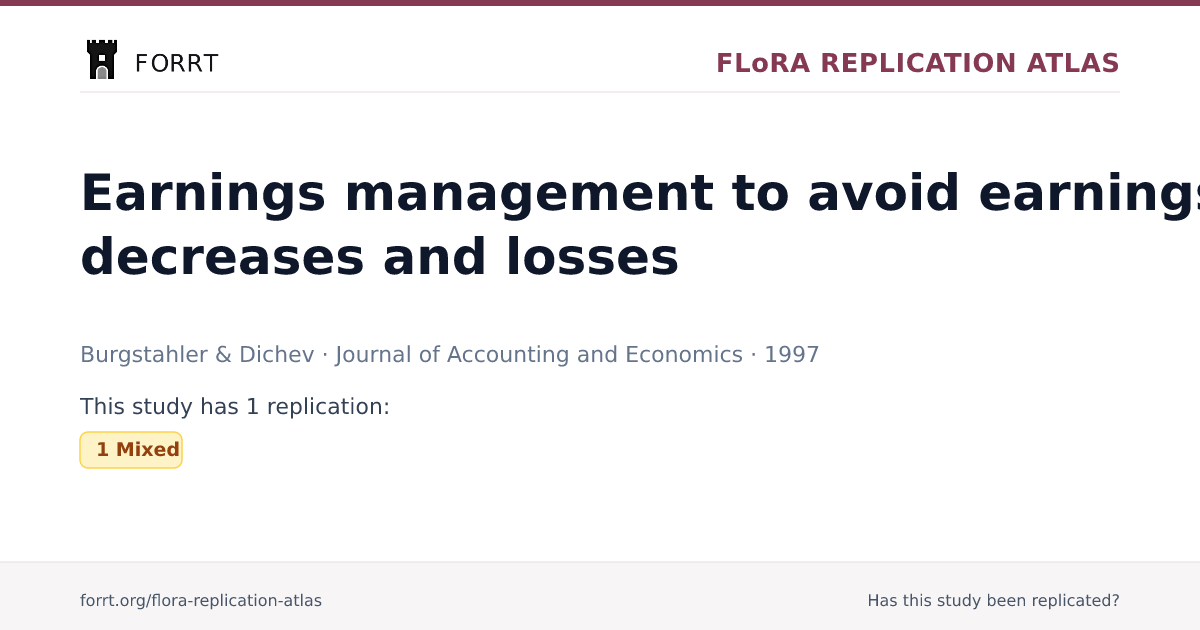 FORRT
FLoRA REPLICATION ATLAS
Earnings management to avoid earnings
decreases and losses
Burgstahler & Dichev · Journal of Accounting and Economics · 1997
This study has 1 replication:
1 Mixed
forrt.org/flora-replication-atlas
Has this study been replicated?